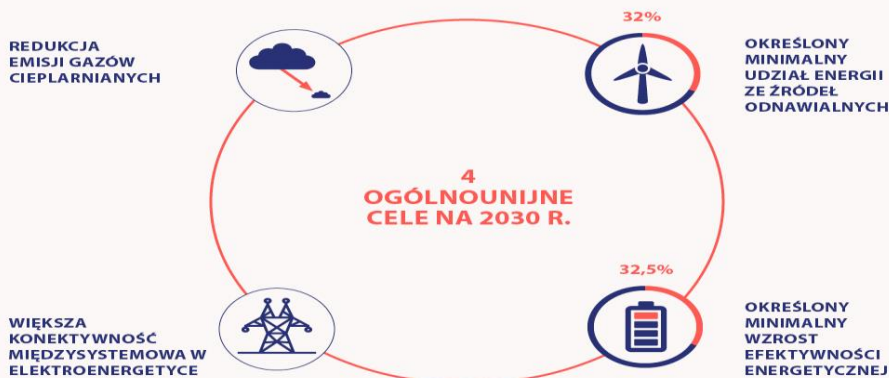 REDUKCJA
EMISJI GAZÓW
CIEPLARNIANYCH
32%
OKREŚLONY
MINIMALNY
UDZIAŁ ENERGII
ZE ŹRÓDEŁ
ODNAWIALNYCH
4
OGÓLNOUNIJNE
CELE NA 2030 R.
WIĘKSZA
KONEKTYWNOŚĆ
MIĘDZYSYSTEMOWA W
ELEKTROENERGETYCE
32,5%
OKREŚLONY
MINIMALNY
WZROST
EFEKTYWNOŚCI
ENERGETYCZNEJ